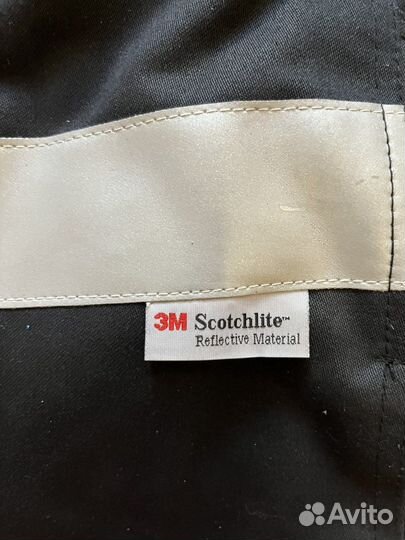 3M Scotchlite™
Reflective Material
Avito